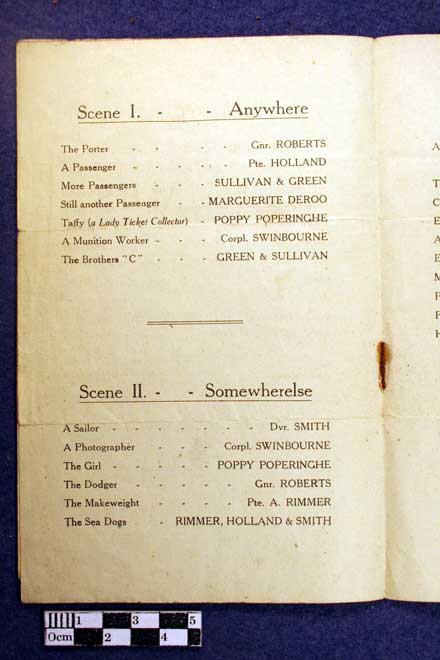 Scene I. - - Anywhere
The Porter - - - - Gnr. ROBERTS
A Passenger - - - - - Pte. HOLLAND
More Passengers - - - SULLIVAN & GREEN
Still another Passenger - - MARGUERITE DEROO
Taffy (a Lady Ticket Collector) - POPPY POPERINGHE
A Munition Worker - - - Corpl. SWINBOURNE
The Brothers "C" - - - GREEN & SULLIVAN
Scene II. - - Somewherelse
A Sailor - - - - - - - Dvr. SMITH
A Photographer - - - Corpl. SWINBOURNE
The Girl - - - - - POPPY POPERINGHE
The Dodger - - - - - Gnr. ROBERTS
The Makeweight - - - - Pte. A. RIMMER
The Sea Dogs - RIMMER, HOLLAND & SMITH
1 3 5
0cm 2 4